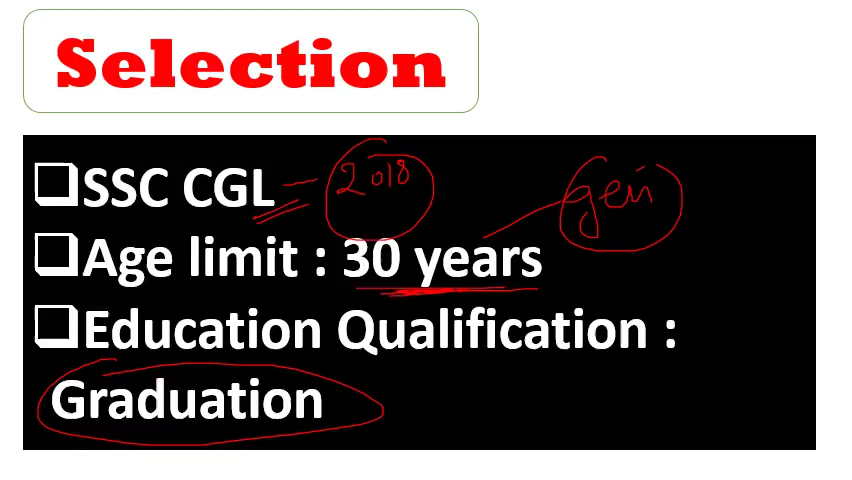 Selection
SSC CGL 2018
gen
Age limit : 30 years
Education Qualification :
Graduation